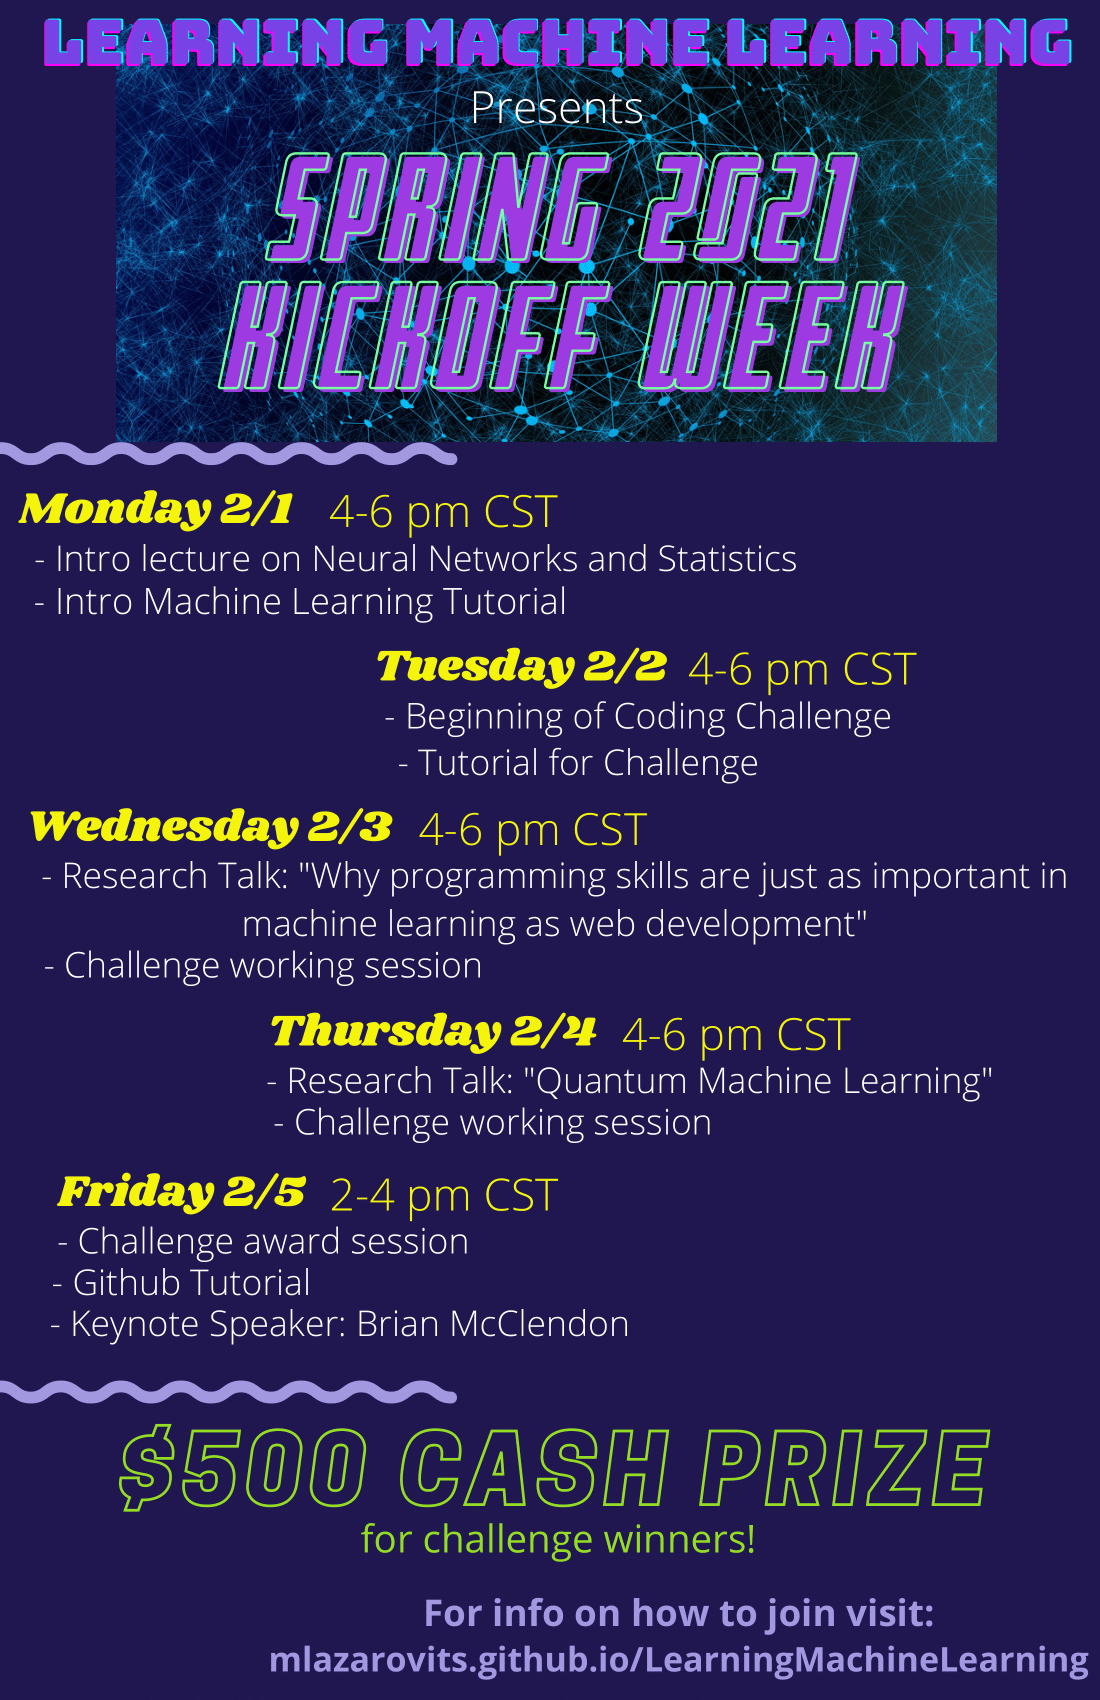 LEARNING MACHINE LEARNING
Presents
SPRING 2021
KICKOFF WEEK
Monday 2/1 4-6 pm CST
- Intro lecture on Neural Networks and Statistics
- Intro Machine Learning Tutorial
Tuesday 2/2 4-6 pm CST
- Beginning of Coding Challenge
- Tutorial for Challenge
Wednesday 2/3 4-6 pm CST
- Research Talk: "Why programming skills are just as important in
machine learning as web development"
- Challenge working session
Thursday 2/4 4-6 pm CST
- Research Talk: "Quantum Machine Learning"
- Challenge working session
Friday 2/5 2-4 pm CST
- Challenge award session
- Github Tutorial
- Keynote Speaker: Brian McClendon
$500 CASH PRIZE
for challenge winners!
For info on how to join visit:
mlazarovits.github.io/LearningMachineLearning